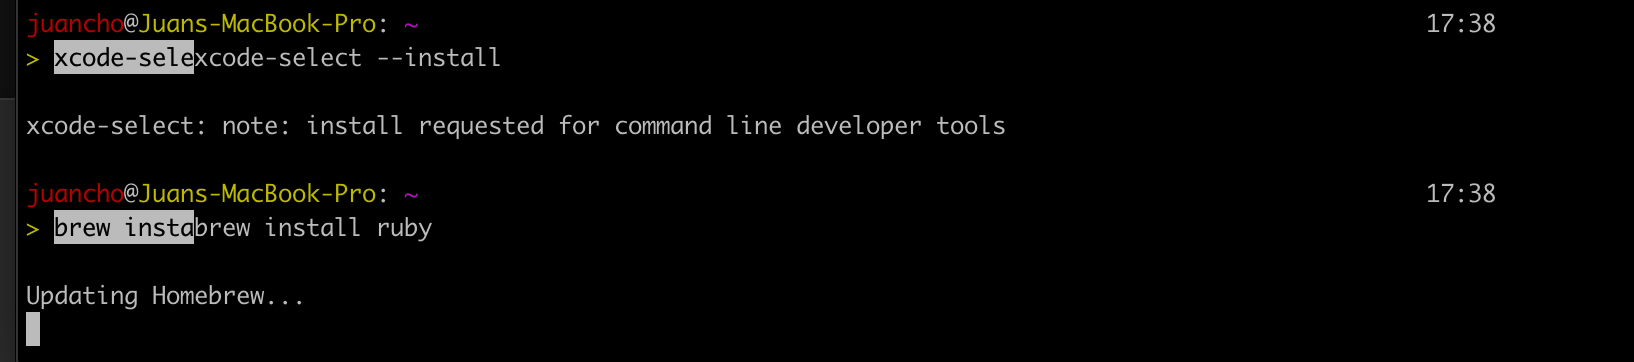 juancho@Juans-MacBook-Pro: ~ 17:38
> xcode-selexcode-select --install
xcode-select: note: install requested for command line developer tools
juancho@Juans-MacBook-Pro: ~ 17:38
> brew instabrew install ruby
Updating Homebrew...